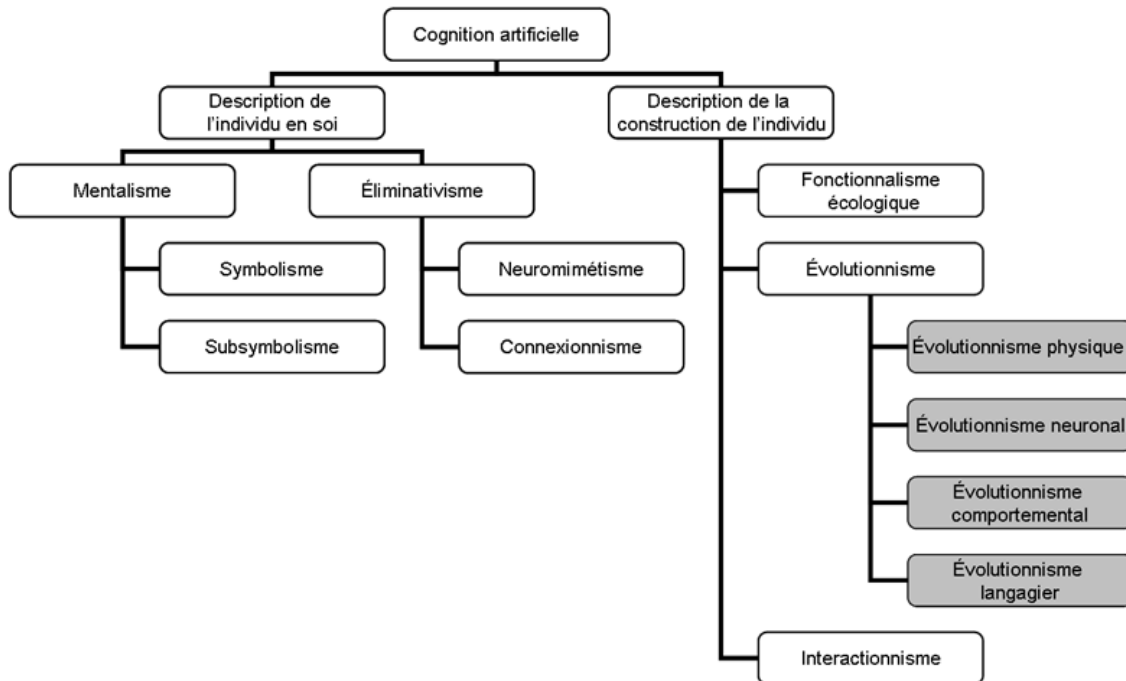 Cognition artificielle
Description de
l'individu en soi
Description de la
construction de l'individu
Mentalisme
Éliminativisme
Fonctionnalisme
écologique
Symbolisme
Neuromimétisme
Évolutionnisme
Subsymbolisme
Connexionnisme
Évolutionnisme physique
Évolutionnisme neuronal
Évolutionnisme
comportemental
Évolutionnisme
langagier
Interactionnisme